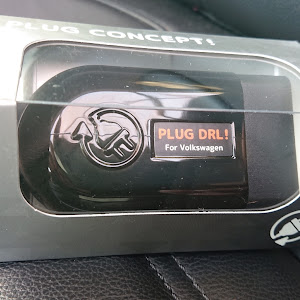 PLUG CONCEPT!
PLUG DRL!
For Volkswagen